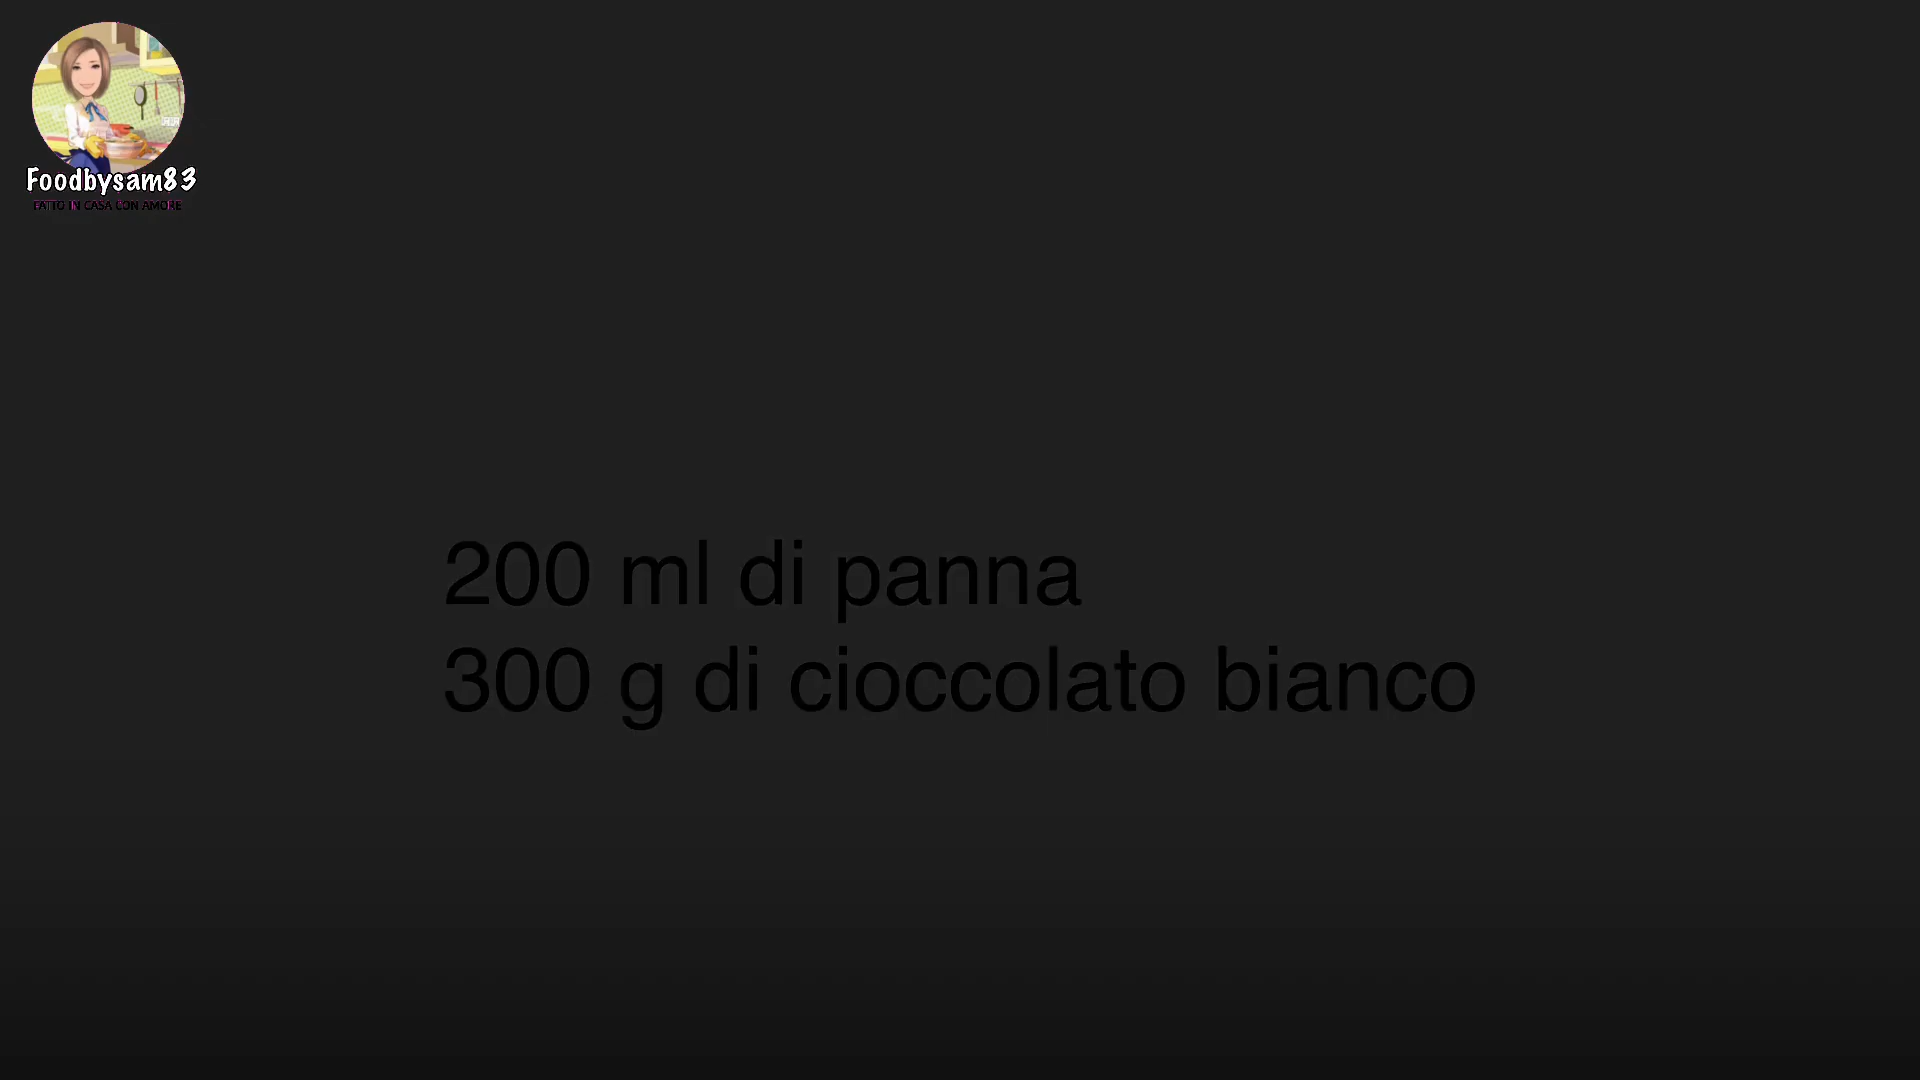 Foodbysam83
FATTO IN CASA CON AMORE
200 ml di panna
300 g di cioccolato bianco